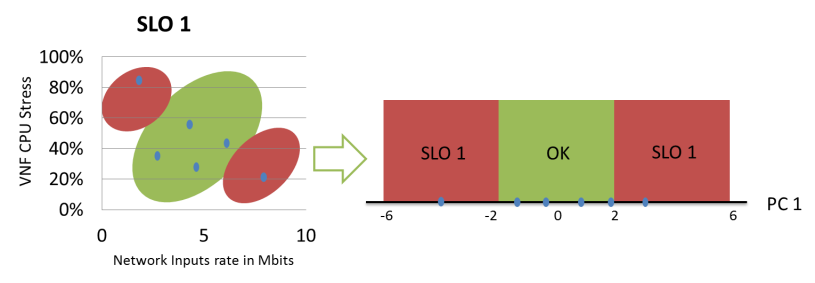 SLO 1
100%
80%
60%
40%
20%
0%
VNF CPU Stress
0
5
10
Network Inputs rate in Mbits
SLO 1
OK
SLO 1
-6
-2
0
2
6
PC 1